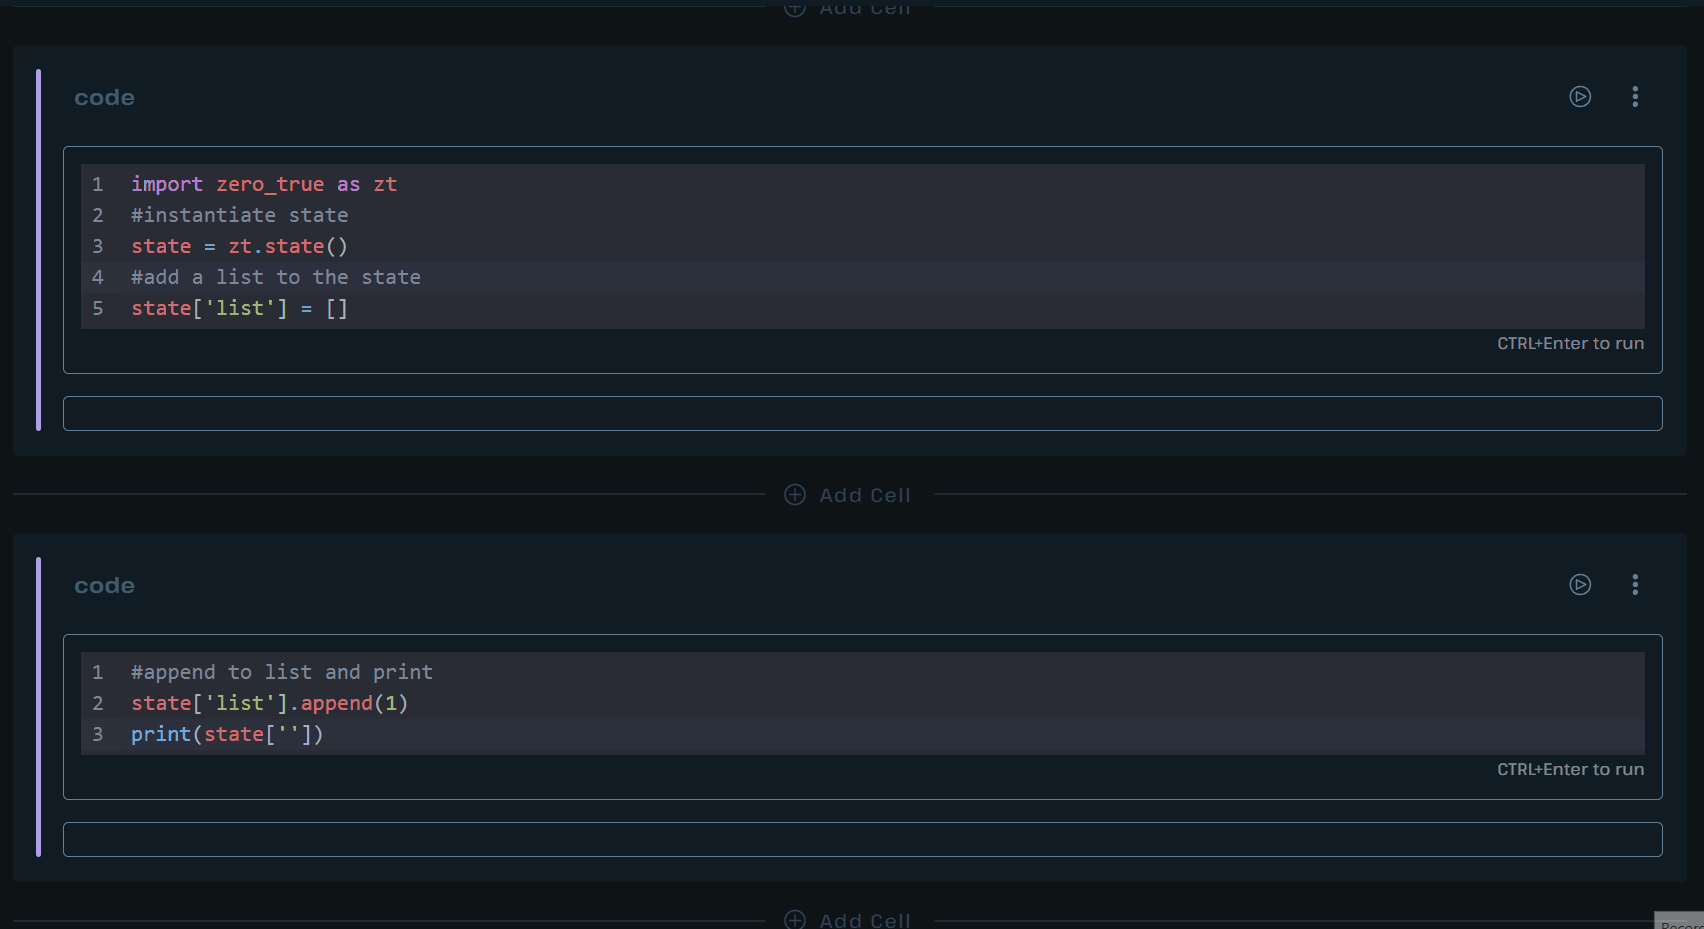 Add Cell
code
1 import zero_true as zt
2 #instantiate state
3 state = zt.state()
4 #add a list to the state
5 state['list'] = []
CTRL+Enter to run
Add Cell
code
1 #append to list and print
2 state['list'].append(1)
3 print(state[''])
CTRL+Enter to run
Add Cell